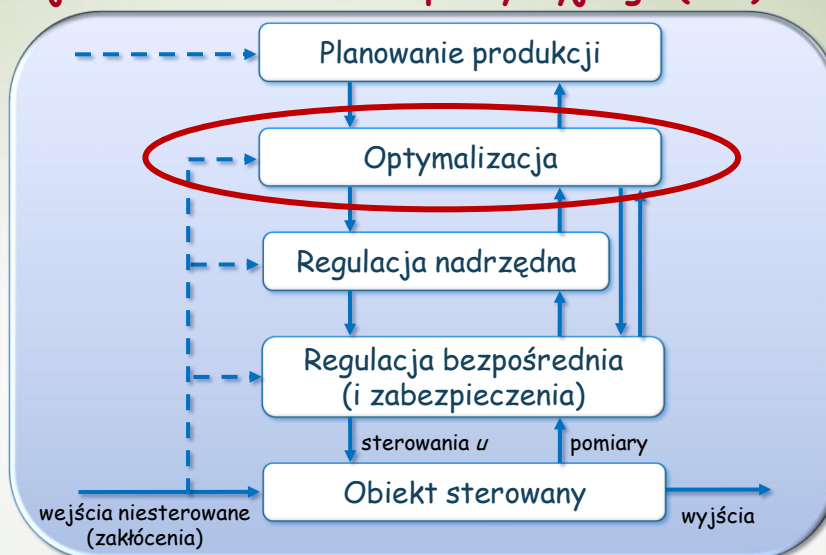 Planowanie produkcji
Optymalizacja
Regulacja nadrzędna
Regulacja bezpośrednia
(i zabezpieczenia)
sterowania u
pomiary
Obiekt sterowany
wejścia niesterowane
(zakłócenia)
wyjścia